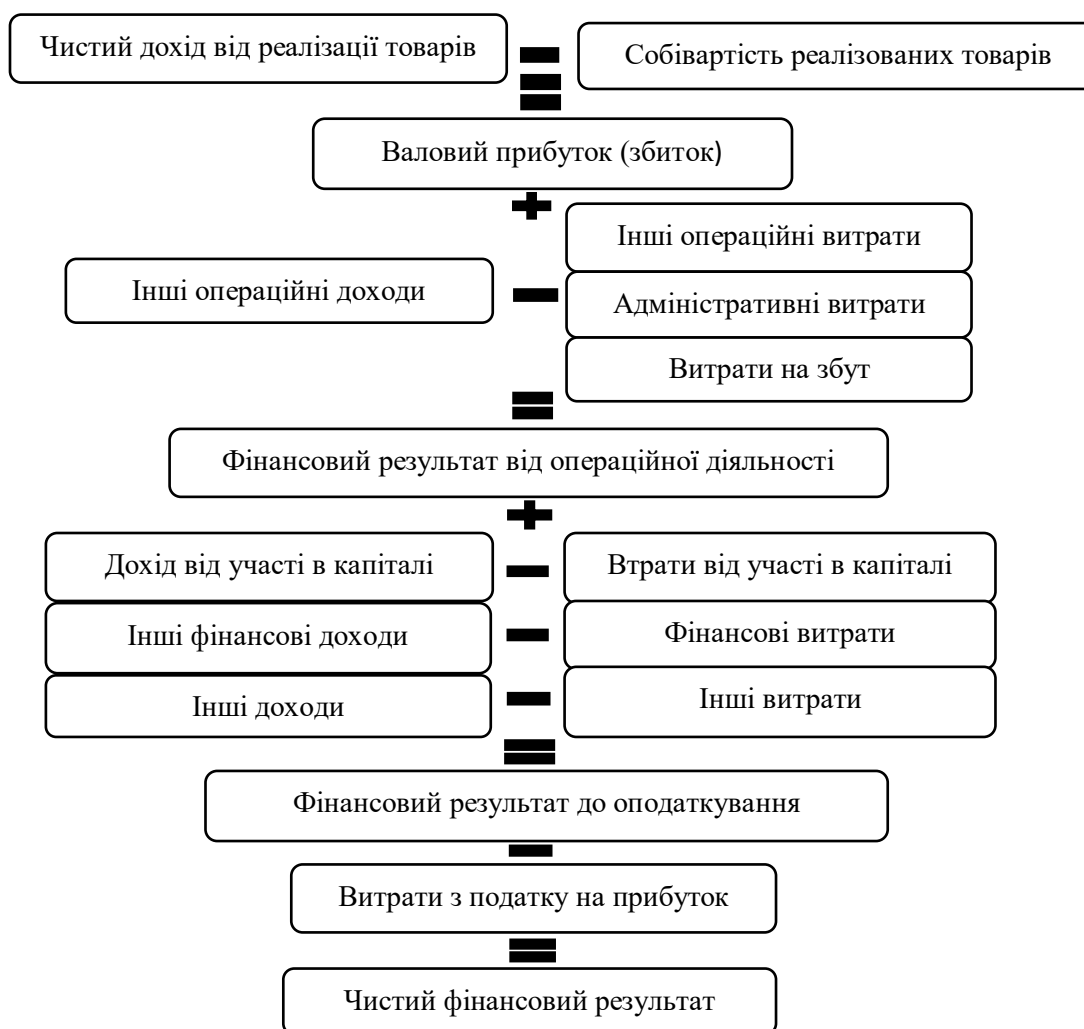 Чистий дохід від реалізації товарів
Собівартість реалізованих товарів
Валовий прибуток (збиток)
Інші операційні доходи
Інші операційні витрати
Адміністративні витрати
Витрати на збут
Фінансовий результат від операційної діяльності
Дохід від участі в капіталі
Втрати від участі в капіталі
Інші фінансові доходи
Фінансові витрати
Інші доходи
Інші витрати
Фінансовий результат до оподаткування
Витрати з податку на прибуток
Чистий фінансовий результат